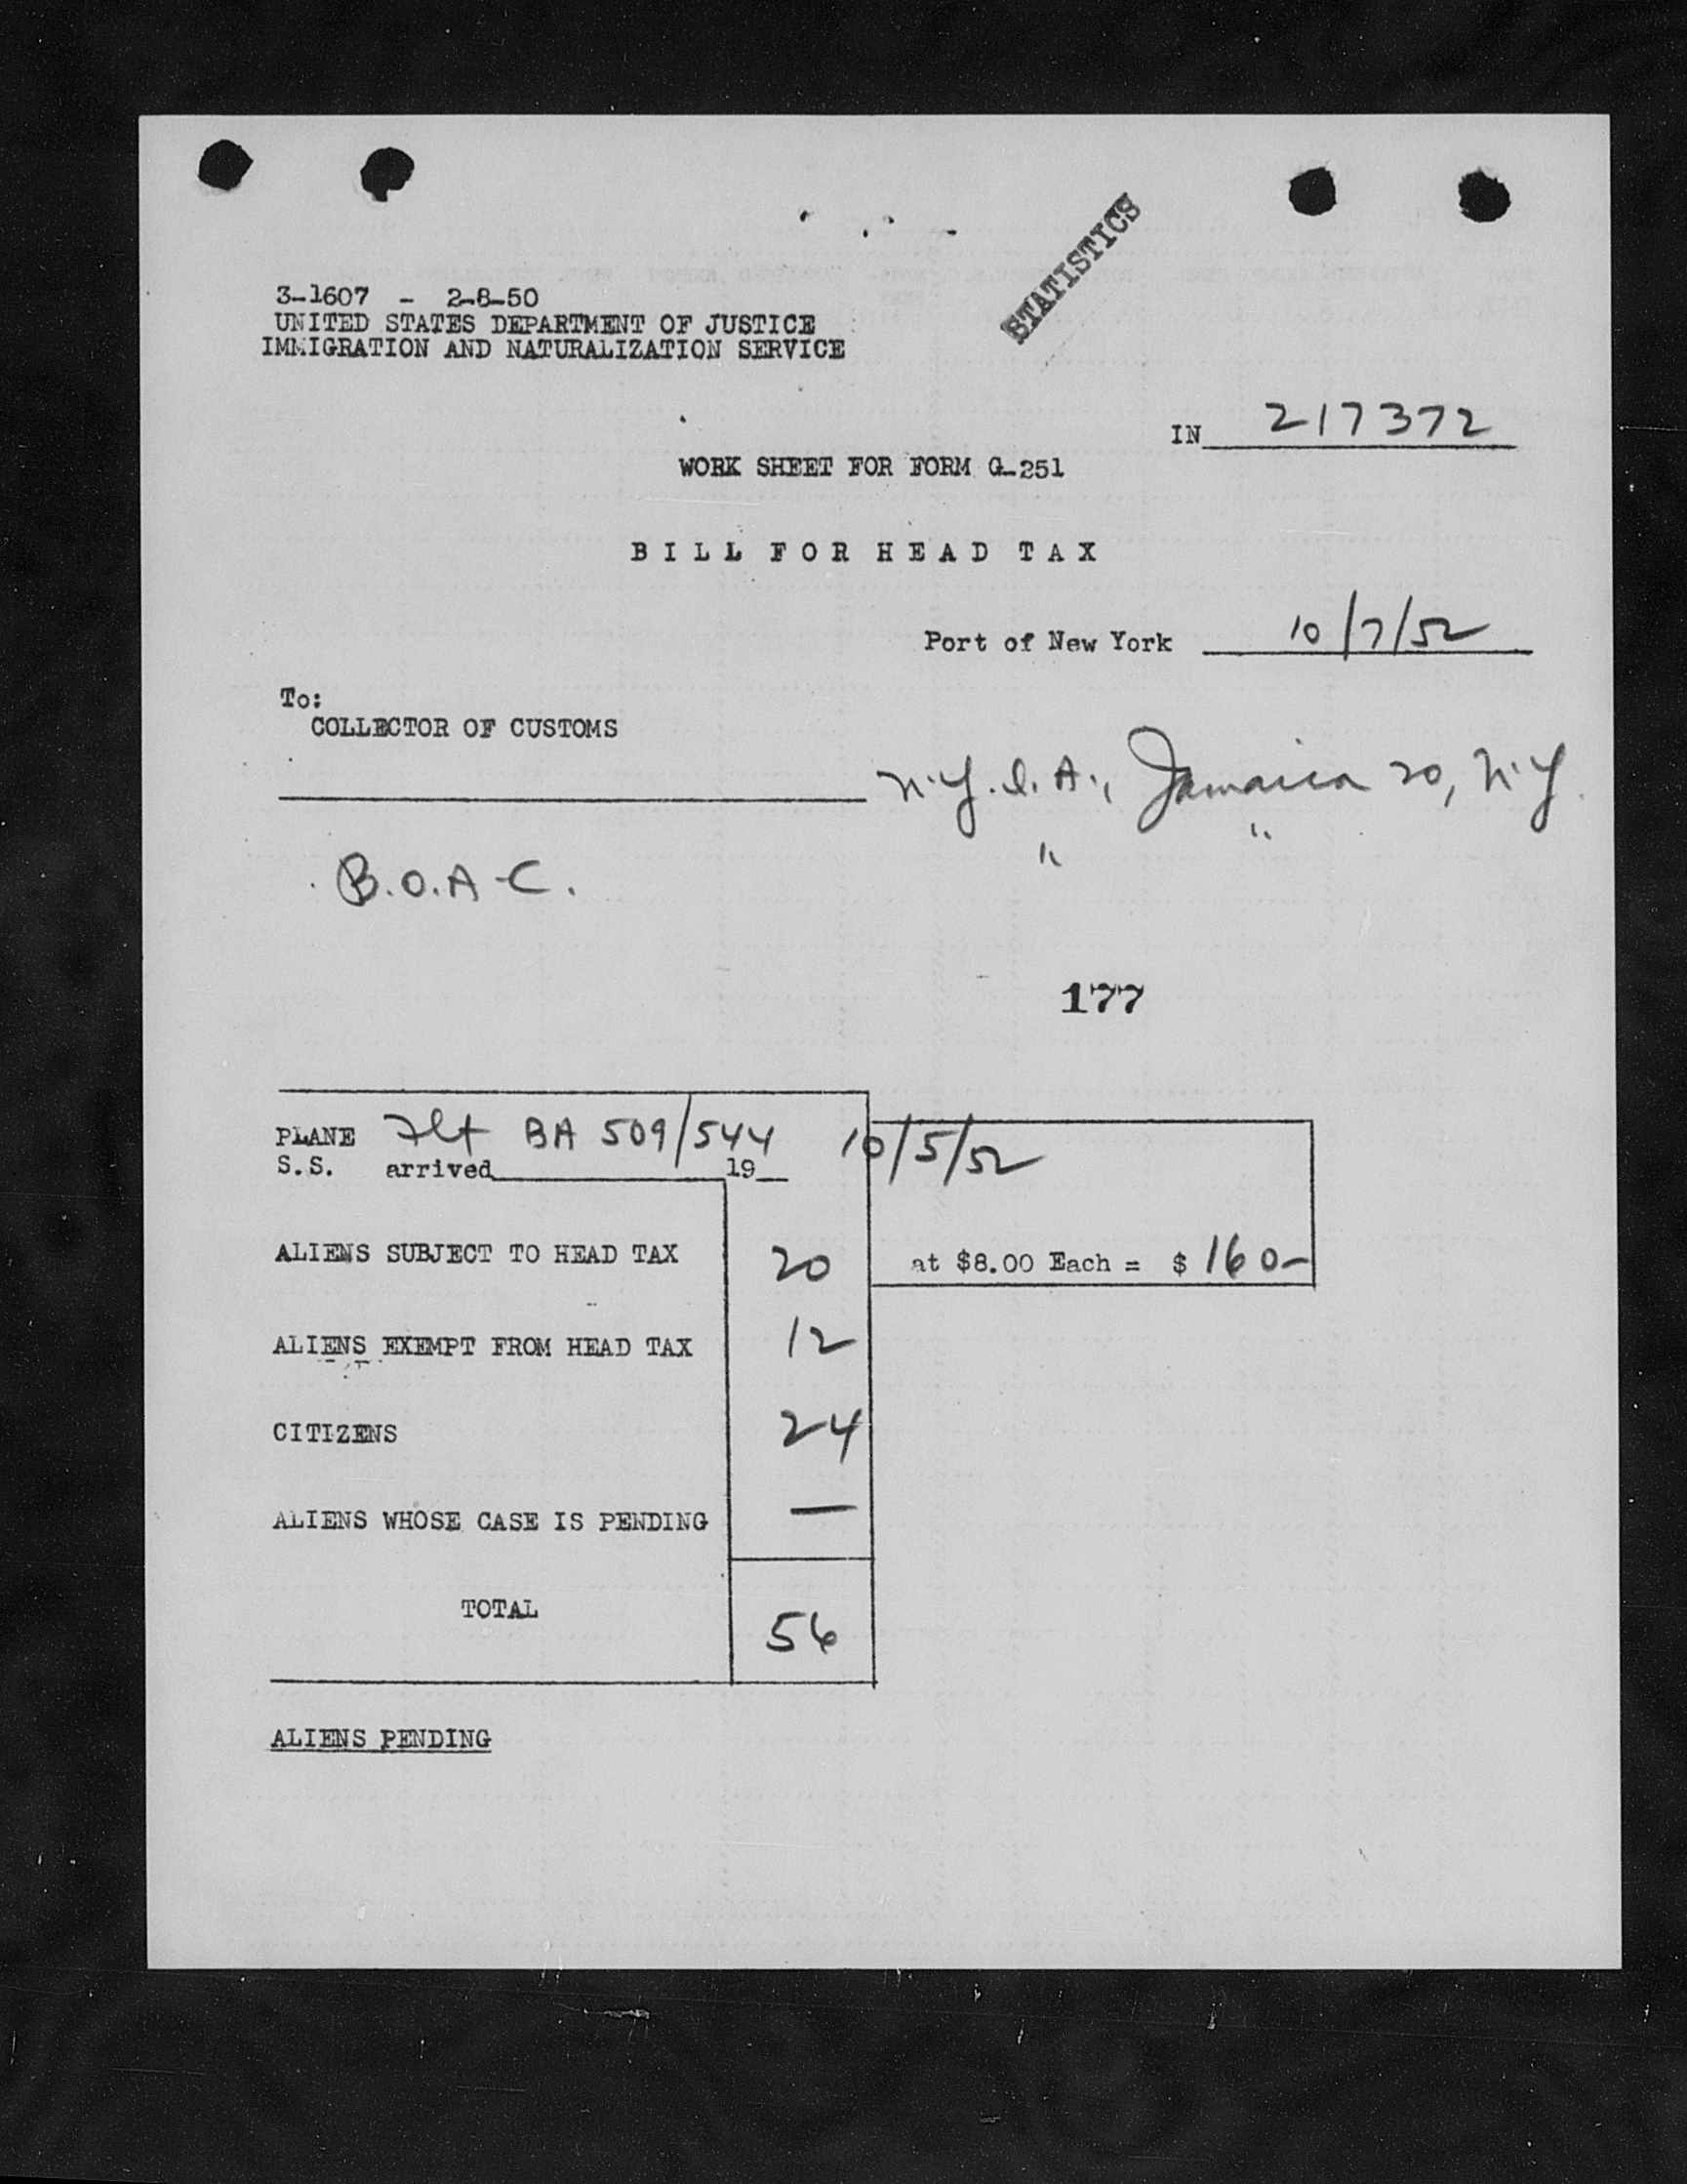 STATISTICS
3-1607 - 2-8-50
UNITED STATES DEPARTMENT OF JUSTICE
IMMIGRATION AND NATURALIZATION SERVICE
IN 217372
WORK SHEET FOR FORM G-251
BILL FOR HEAD TAX
Port of New York 10/7/52
To:
COLLECTOR OF CUSTOMS
N.Y.I.A., Jamaica 20, N.Y.
" "
B.O.A.C.
177
PLANE Flt BA 509/544 10/5/52
S.S. arrived 19
ALIENS SUBJECT TO HEAD TAX 20 at $8.00 Each = $ 160-
ALIENS EXEMPT FROM HEAD TAX 12
CITIZENS 24
ALIENS WHOSE CASE IS PENDING —
TOTAL 56
ALIENS PENDING